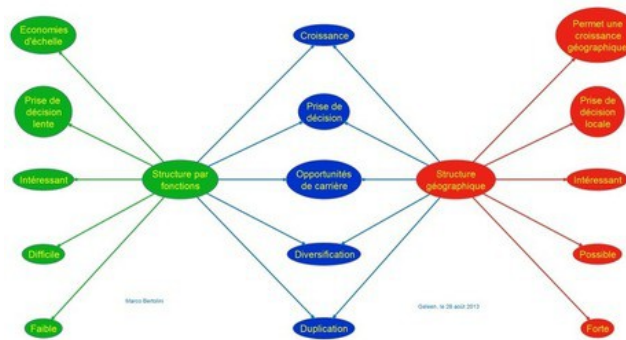 Economies
d'échelle
Croissance
Permet une
croissance
géographique
Prise de
décision
lente
Prise de
décision
Prise de
décision
locale
Intéressant
Structure par
fonctions
Opportunités
de carrière
Structure
géographique
Intéressant
Difficile
Diversification
Possible
Marco Bertolini
Geleen, le 28 août 2013
Faible
Duplication
Forte